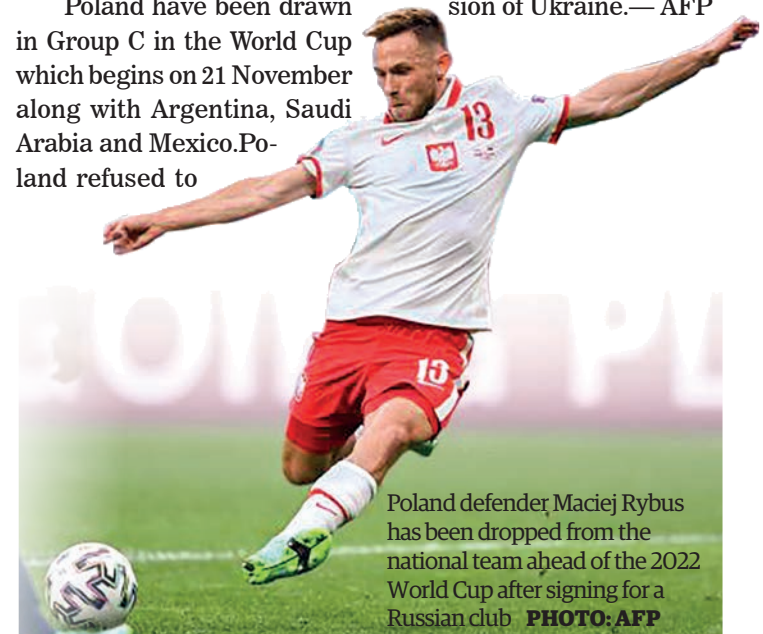 Poland have been drawn
in Group C in the World Cup
which begins on 21 November
along with Argentina, Saudi
Arabia and Mexico.Po-
land refused to
sion of Ukraine.— AFP
13
13
Poland defender Maciej Rybus
has been dropped from the
national team ahead of the 2022
World Cup after signing for a
Russian club PHOTO: AFP